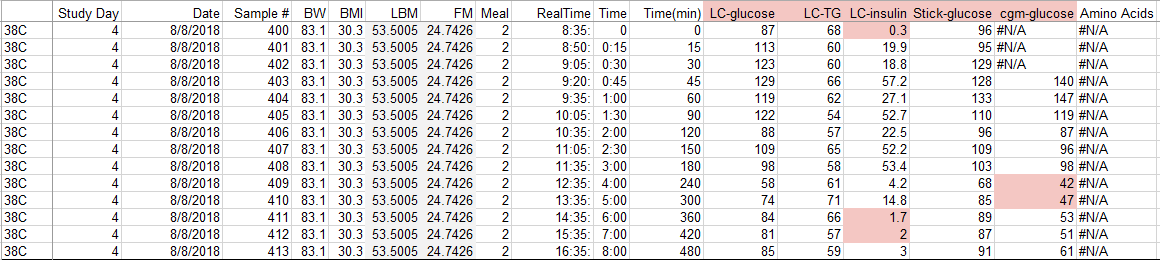 Study Day Date Sample # BW BMI LBM FM Meal RealTime Time Time(min) LC-glucose LC-TG LC-insulin Stick-glucose cgm-glucose Amino Acids
38C 4 8/8/2018 400 83.1 30.3 53.5005 24.7426 2 8:35: 0 0 87 68 0.3 96 #N/A #N/A
38C 4 8/8/2018 401 83.1 30.3 53.5005 24.7426 2 8:50: 0:15 15 113 60 19.9 95 #N/A #N/A
38C 4 8/8/2018 402 83.1 30.3 53.5005 24.7426 2 9:05: 0:30 30 123 60 18.8 129 #N/A #N/A
38C 4 8/8/2018 403 83.1 30.3 53.5005 24.7426 2 9:20: 0:45 45 129 66 57.2 128 140 #N/A
38C 4 8/8/2018 404 83.1 30.3 53.5005 24.7426 2 9:35: 1:00 60 119 62 27.1 133 147 #N/A
38C 4 8/8/2018 405 83.1 30.3 53.5005 24.7426 2 10:05: 1:30 90 122 54 52.7 110 119 #N/A
38C 4 8/8/2018 406 83.1 30.3 53.5005 24.7426 2 10:35: 2:00 120 88 57 22.5 96 87 #N/A
38C 4 8/8/2018 407 83.1 30.3 53.5005 24.7426 2 11:05: 2:30 150 109 65 52.2 109 96 #N/A
38C 4 8/8/2018 408 83.1 30.3 53.5005 24.7426 2 11:35: 3:00 180 98 58 53.4 103 98 #N/A
38C 4 8/8/2018 409 83.1 30.3 53.5005 24.7426 2 12:35: 4:00 240 58 61 4.2 68 42 #N/A
38C 4 8/8/2018 410 83.1 30.3 53.5005 24.7426 2 13:35: 5:00 300 74 71 14.8 85 47 #N/A
38C 4 8/8/2018 411 83.1 30.3 53.5005 24.7426 2 14:35: 6:00 360 84 66 1.7 89 53 #N/A
38C 4 8/8/2018 412 83.1 30.3 53.5005 24.7426 2 15:35: 7:00 420 81 57 2 87 51 #N/A
38C 4 8/8/2018 413 83.1 30.3 53.5005 24.7426 2 16:35: 8:00 480 85 59 3 91 61 #N/A